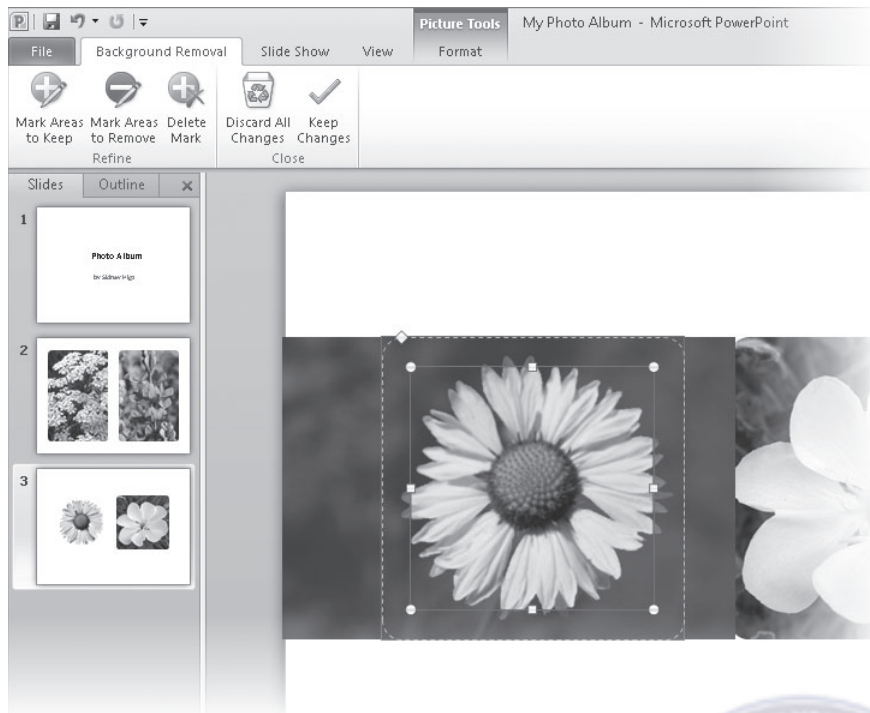 P
My Photo Album - Microsoft PowerPoint
Picture Tools
File Background Removal Slide Show View Format
Mark Areas to Keep
Mark Areas to Remove
Delete Mark
Discard All Changes
Keep Changes
Refine
Close
Slides Outline
1
Photo Album
by
2
3